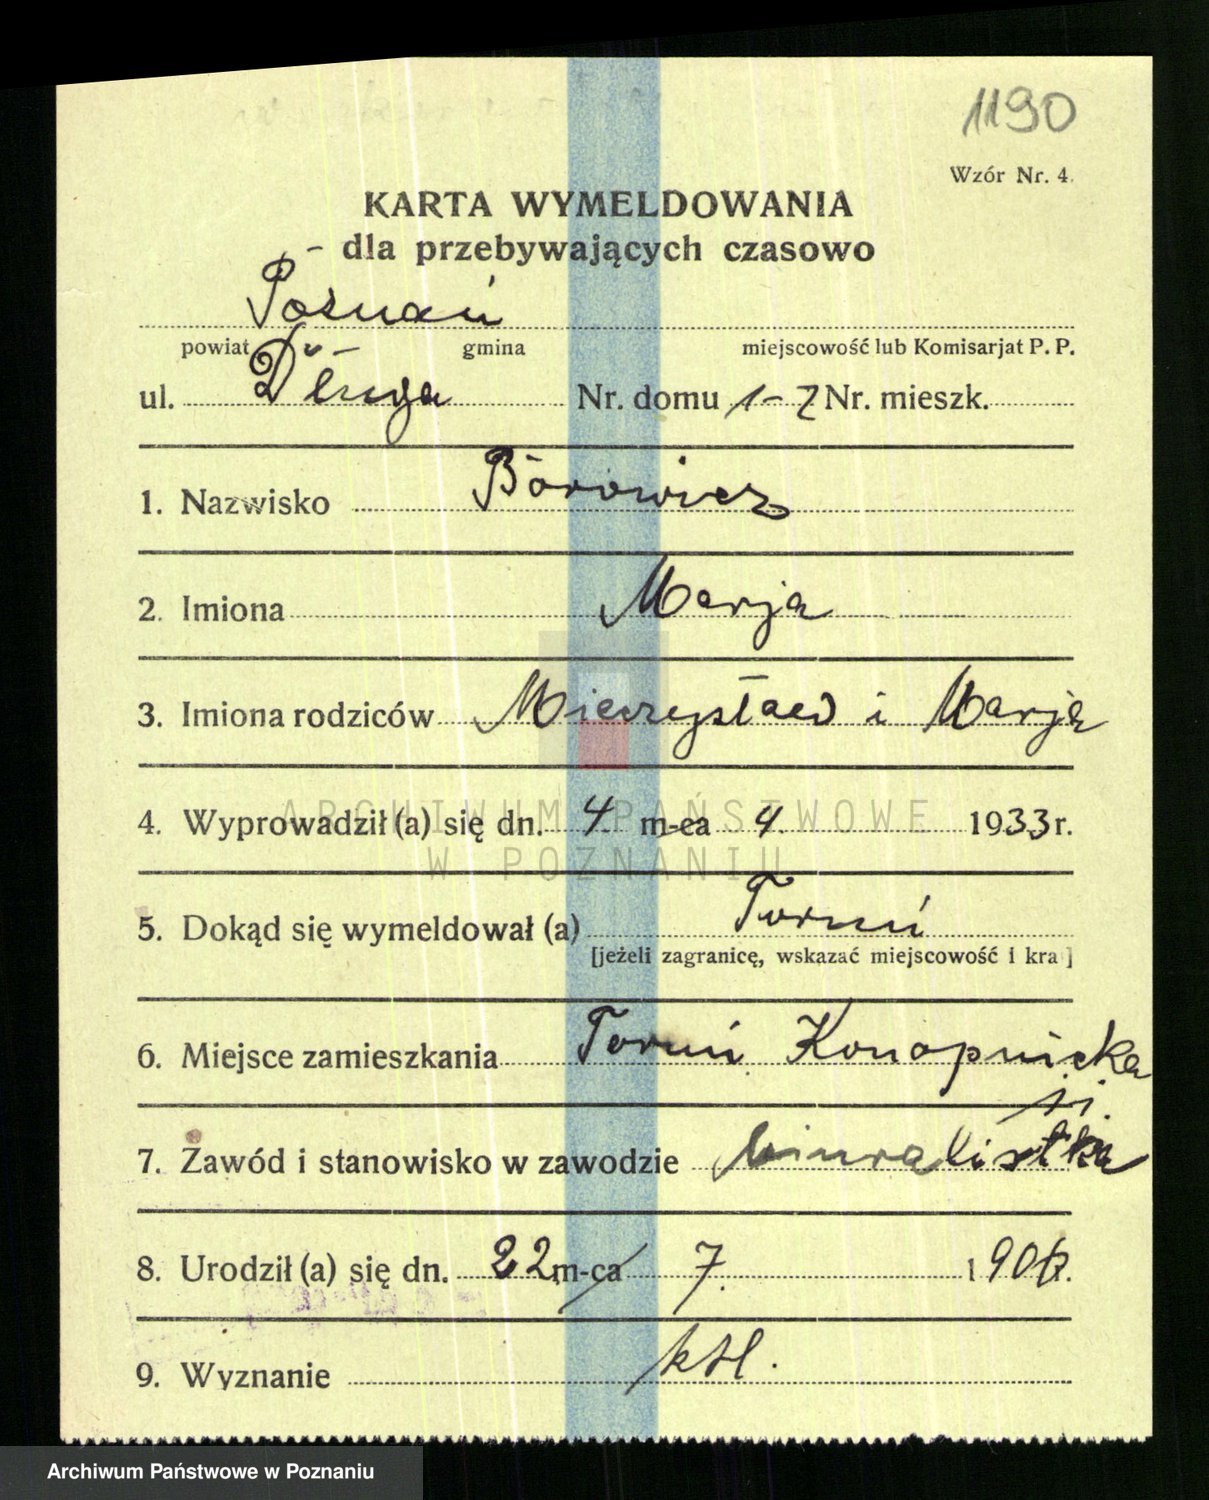 1190
Wzór Nr. 4.
KARTA WYMELDOWANIA
dla przebywających czasowo
Poznań
powiat gmina miejscowość lub Komisarjat P. P.
ul. Długa Nr. domu 1-2 Nr. mieszk.
1. Nazwisko Borowicz
2. Imiona Marja
3. Imiona rodziców Mieczysław i Marja
ARCHIWUM PAŃSTWOWE
W POZNANIU
4. Wyprowadził (a) się dn. 4. m-ca 4. 1933 r.
5. Dokąd się wymeldował (a) Toruń
[jeżeli zagranicę, wskazać miejscowość i kra ]
6. Miejsce zamieszkania Toruń Konopnicka
11.
7. Zawód i stanowisko w zawodzie biuralistka
8. Urodził (a) się dn. 22 m-ca 7. 1906.
9. Wyznanie ktl.
Archiwum Państwowe w Poznaniu